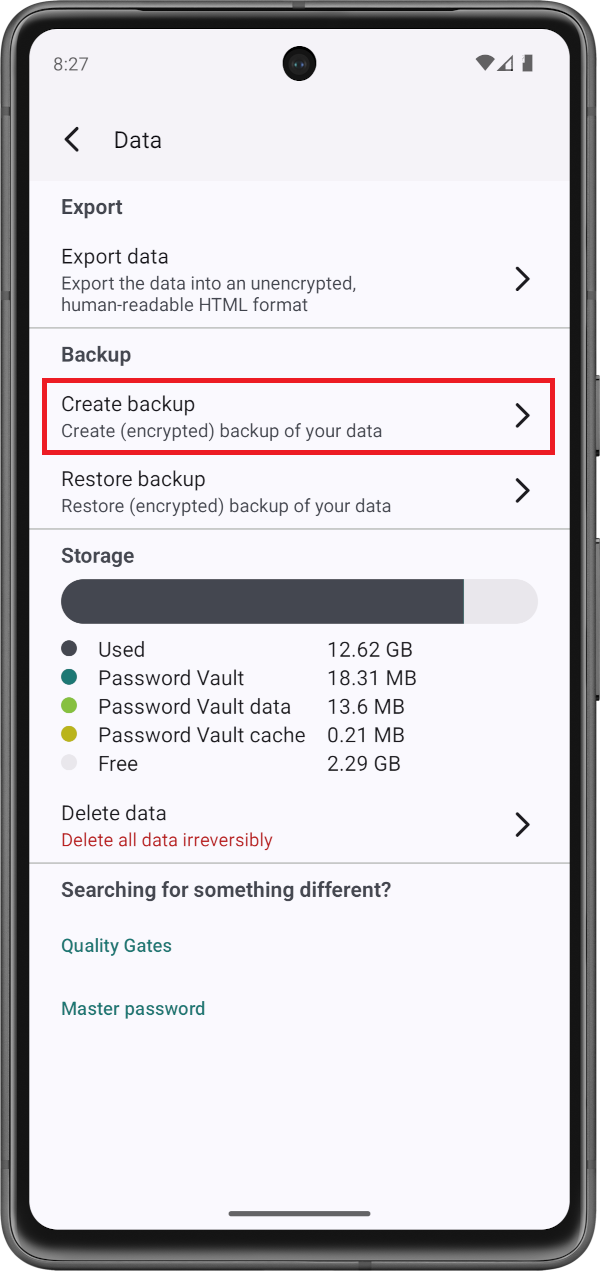 8:27
Data
Export
Export data
Export the data into an unencrypted,
human-readable HTML format
Backup
Create backup
Create (encrypted) backup of your data
Restore backup
Restore (encrypted) backup of your data
Storage
Used 12.62 GB
Password Vault 18.31 MB
Password Vault data 13.6 MB
Password Vault cache 0.21 MB
Free 2.29 GB
Delete data
Delete all data irreversibly
Searching for something different?
Quality Gates
Master password